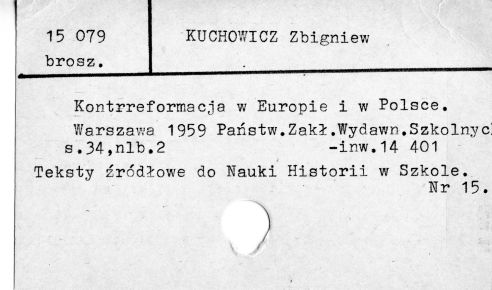 15 079
KUCHOWICZ Zbigniew
brosz.
Kontrreformacja w Europie i w Polsce.
Warszawa 1959 Państw.Zakł.Wydawn.Szkolnych
s.34,nlb.2 -inw.14 401
Teksty źródłowe do Nauki Historii w Szkole.
Nr 15.